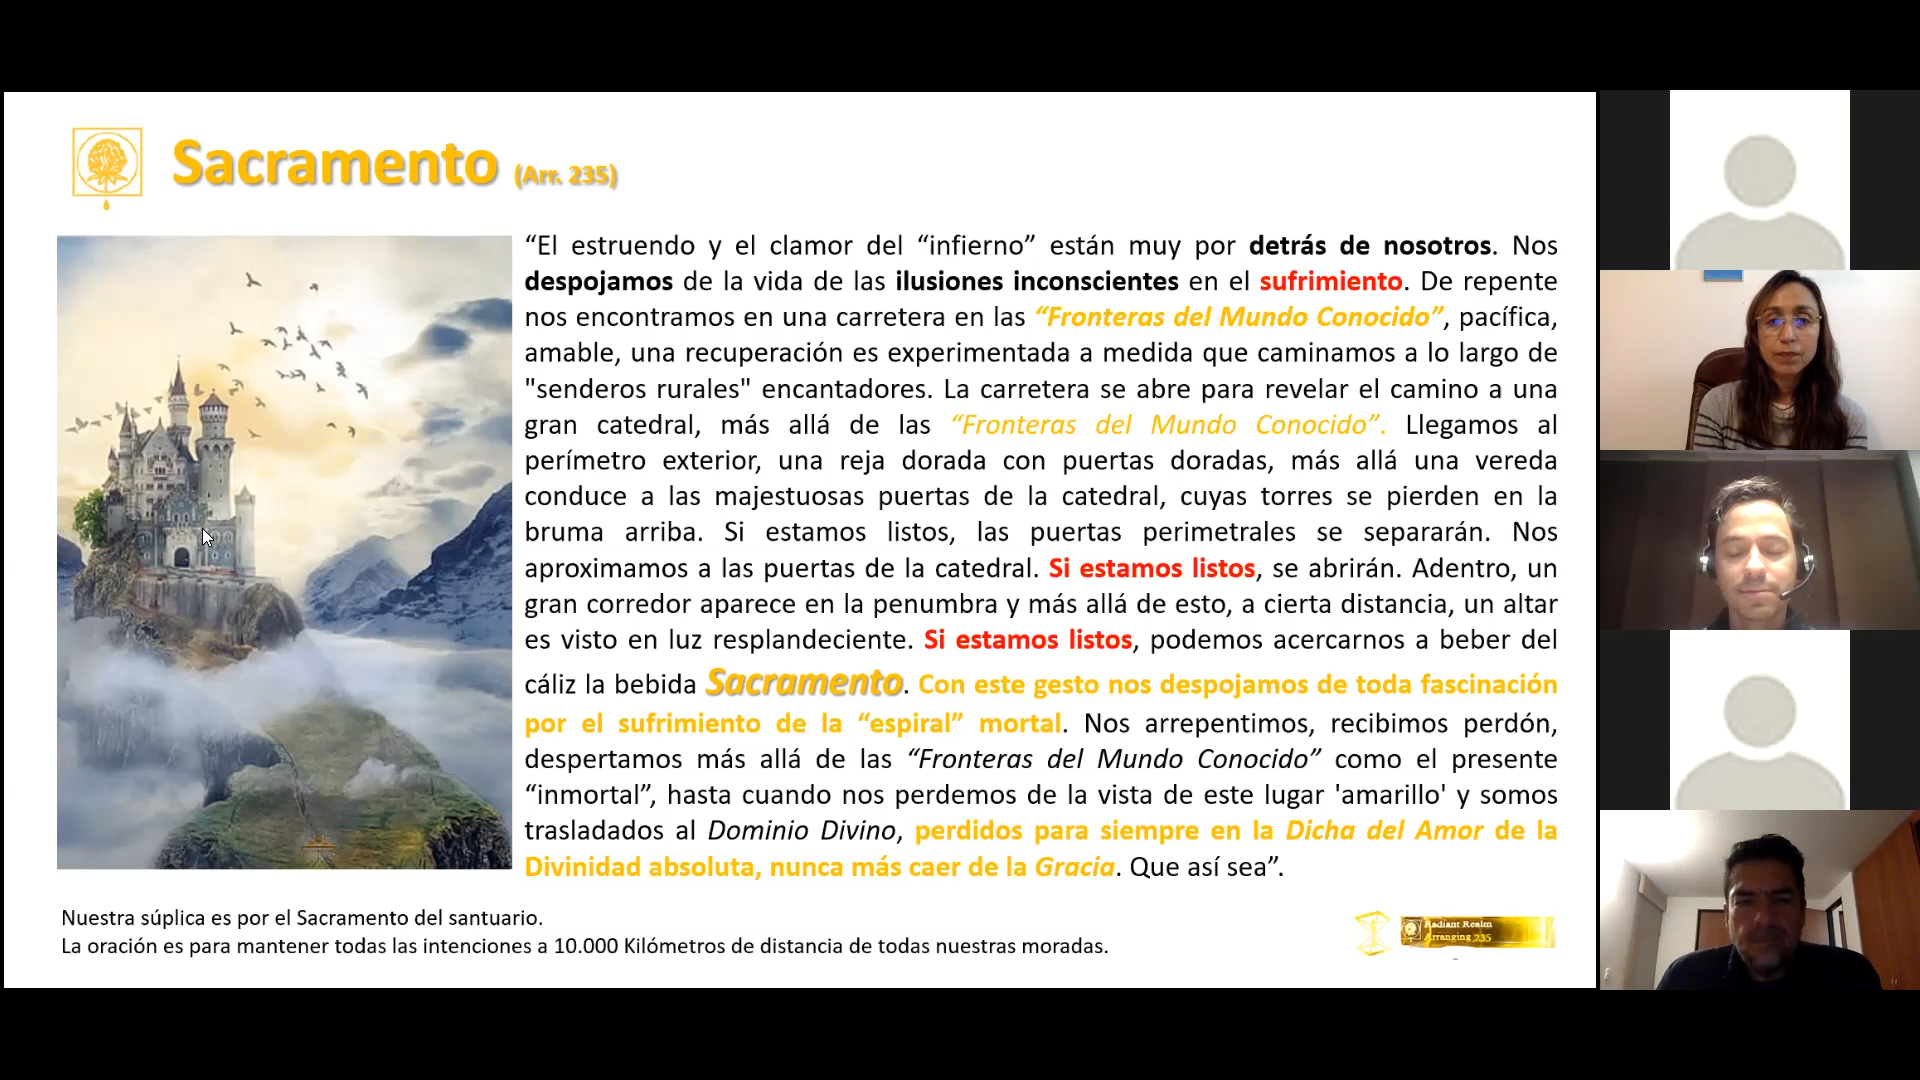 Sacramento (Arr. 235)
“El estruendo y el clamor del “infierno” están muy por detrás de nosotros. Nos
despojamos de la vida de las ilusiones inconscientes en el sufrimiento. De repente
nos encontramos en una carretera en las “Fronteras del Mundo Conocido”, pacífica,
amable, una recuperación es experimentada a medida que caminamos a lo largo de
"senderos rurales" encantadores. La carretera se abre para revelar el camino a una
gran catedral, más allá de las “Fronteras del Mundo Conocido”. Llegamos al
perímetro exterior, una reja dorada con puertas doradas, más allá una vereda
conduce a las majestuosas puertas de la catedral, cuyas torres se pierden en la
bruma arriba. Si estamos listos, las puertas perimetrales se separarán. Nos
aproximamos a las puertas de la catedral. Si estamos listos, se abrirán. Adentro, un
gran corredor aparece en la penumbra y más allá de esto, a cierta distancia, un altar
es visto en luz resplandeciente. Si estamos listos, podemos acercarnos a beber del
cáliz la bebida Sacramento. Con este gesto nos despojamos de toda fascinación
por el sufrimiento de la “espiral” mortal. Nos arrepentimos, recibimos perdón,
despertamos más allá de las “Fronteras del Mundo Conocido” como el presente
“inmortal”, hasta cuando nos perdemos de la vista de este lugar 'amarillo' y somos
trasladados al Dominio Divino, perdidos para siempre en la Dicha del Amor de la
Divinidad absoluta, nunca más caer de la Gracia. Que así sea”.
Nuestra súplica es por el Sacramento del santuario.
La oración es para mantener todas las intenciones a 10.000 Kilómetros de distancia de todas nuestras moradas.
Radiant Realm
Arranging 235